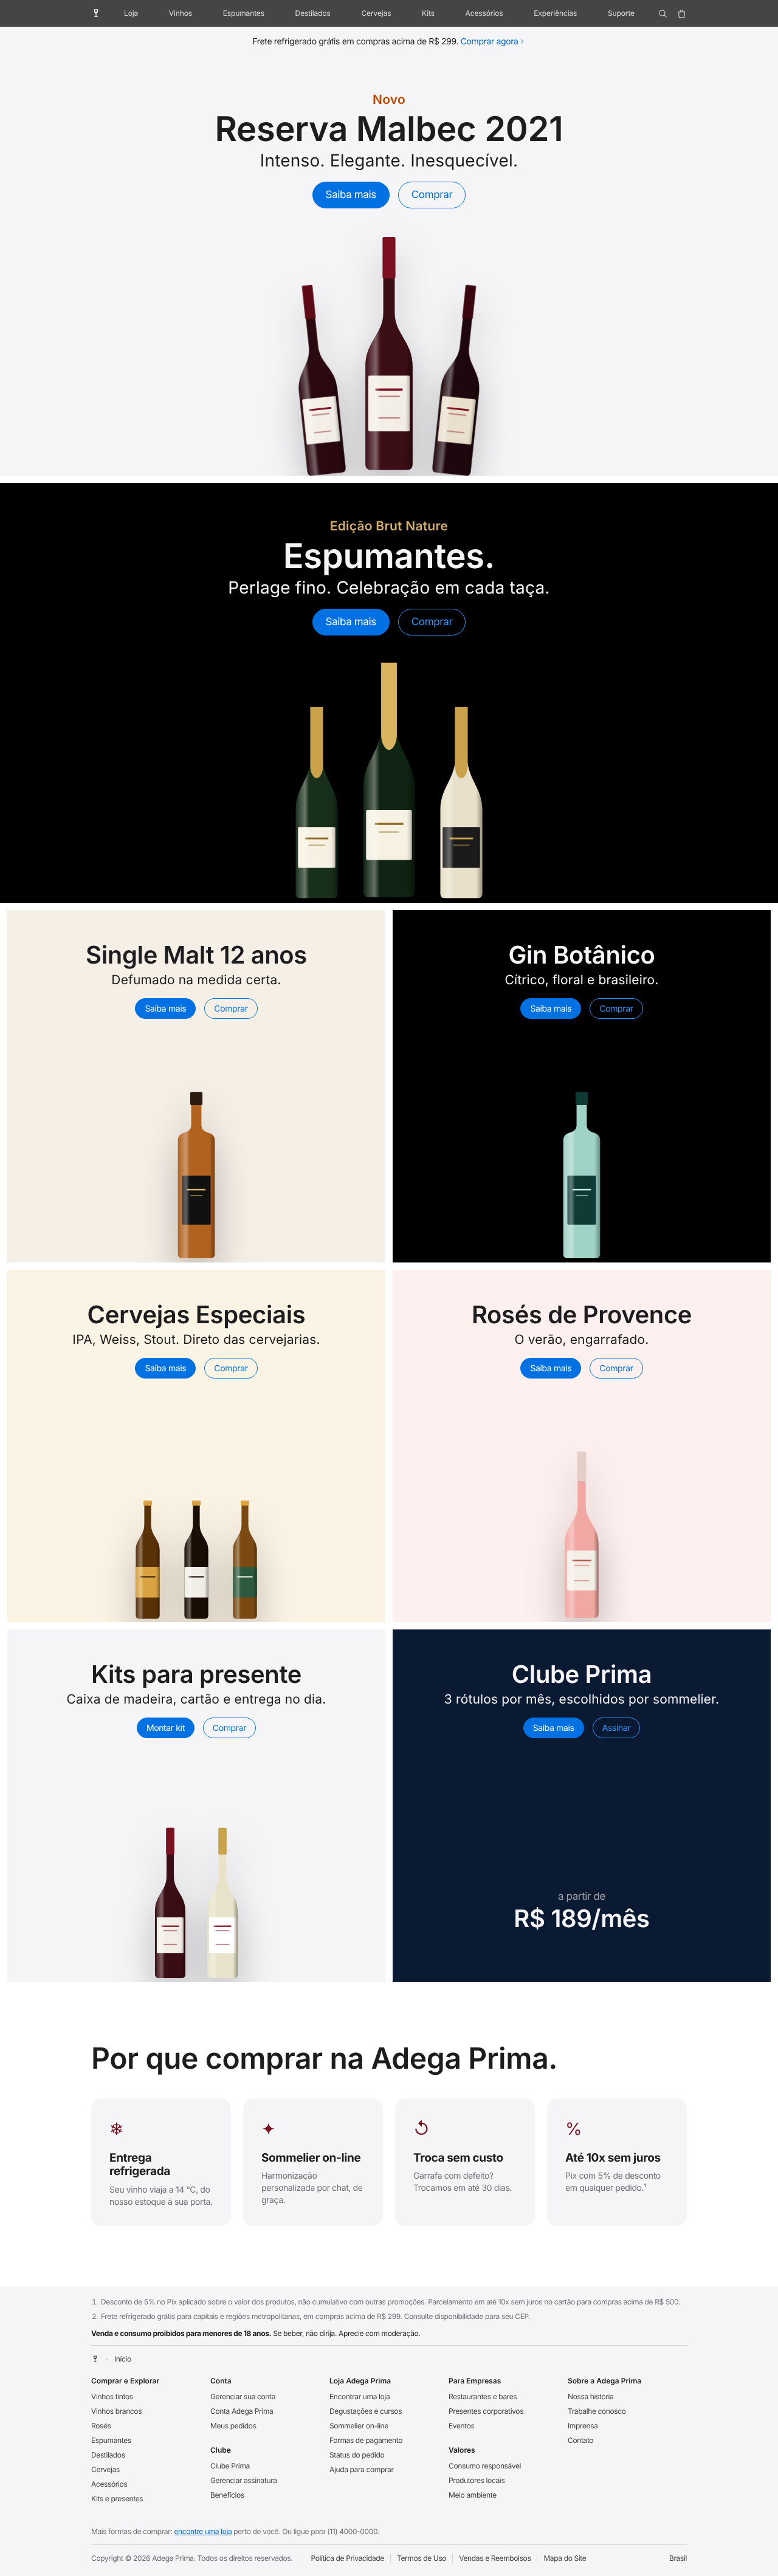 Loja Vinhos Espumantes Destilados Cervejas Kits Acessórios Experiências Suporte
Frete refrigerado grátis em compras acima de R$ 299. Comprar agora ›
Novo
Reserva Malbec 2021
Intenso. Elegante. Inesquecível.
Saiba mais Comprar
Edição Brut Nature
Espumantes.
Perlage fino. Celebração em cada taça.
Saiba mais Comprar
Single Malt 12 anos
Defumado na medida certa.
Saiba mais Comprar
Gin Botânico
Cítrico, floral e brasileiro.
Saiba mais Comprar
Cervejas Especiais
IPA, Weiss, Stout. Direto das cervejarias.
Saiba mais Comprar
Rosés de Provence
O verão, engarrafado.
Saiba mais Comprar
Kits para presente
Caixa de madeira, cartão e entrega no dia.
Montar kit Comprar
Clube Prima
3 rótulos por mês, escolhidos por sommelier.
Saiba mais Assinar
a partir de
R$ 189/mês
Por que comprar na Adega Prima.
Entrega
refrigerada
Seu vinho viaja a 14 °C, do
nosso estoque à sua porta.
Sommelier on-line
Harmonização
personalizada por chat, de
graça.
Troca sem custo
Garrafa com defeito?
Trocamos em até 30 dias.
%
Até 10x sem juros
Pix com 5% de desconto
em qualquer pedido.¹
1. Desconto de 5% no Pix aplicado sobre o valor dos produtos, não cumulativo com outras promoções. Parcelamento em até 10x sem juros no cartão para compras acima de R$ 500.
2. Frete refrigerado grátis para capitais e regiões metropolitanas, em compras acima de R$ 299. Consulte disponibilidade para seu CEP.
Venda e consumo proibidos para menores de 18 anos. Se beber, não dirija. Aprecie com moderação.
› Início
Comprar e Explorar
Vinhos tintos
Vinhos brancos
Rosés
Espumantes
Destilados
Cervejas
Acessórios
Kits e presentes
Conta
Gerenciar sua conta
Conta Adega Prima
Meus pedidos
Clube
Clube Prima
Gerenciar assinatura
Benefícios
Loja Adega Prima
Encontrar uma loja
Degustações e cursos
Sommelier on-line
Formas de pagamento
Status do pedido
Ajuda para comprar
Para Empresas
Restaurantes e bares
Presentes corporativos
Eventos
Valores
Consumo responsável
Produtores locais
Meio ambiente
Sobre a Adega Prima
Nossa história
Trabalhe conosco
Imprensa
Contato
Mais formas de comprar: encontre uma loja perto de você. Ou ligue para (11) 4000-0000.
Copyright © 2026 Adega Prima. Todos os direitos reservados. Política de Privacidade Termos de Uso Vendas e Reembolsos Mapa do Site Brasil